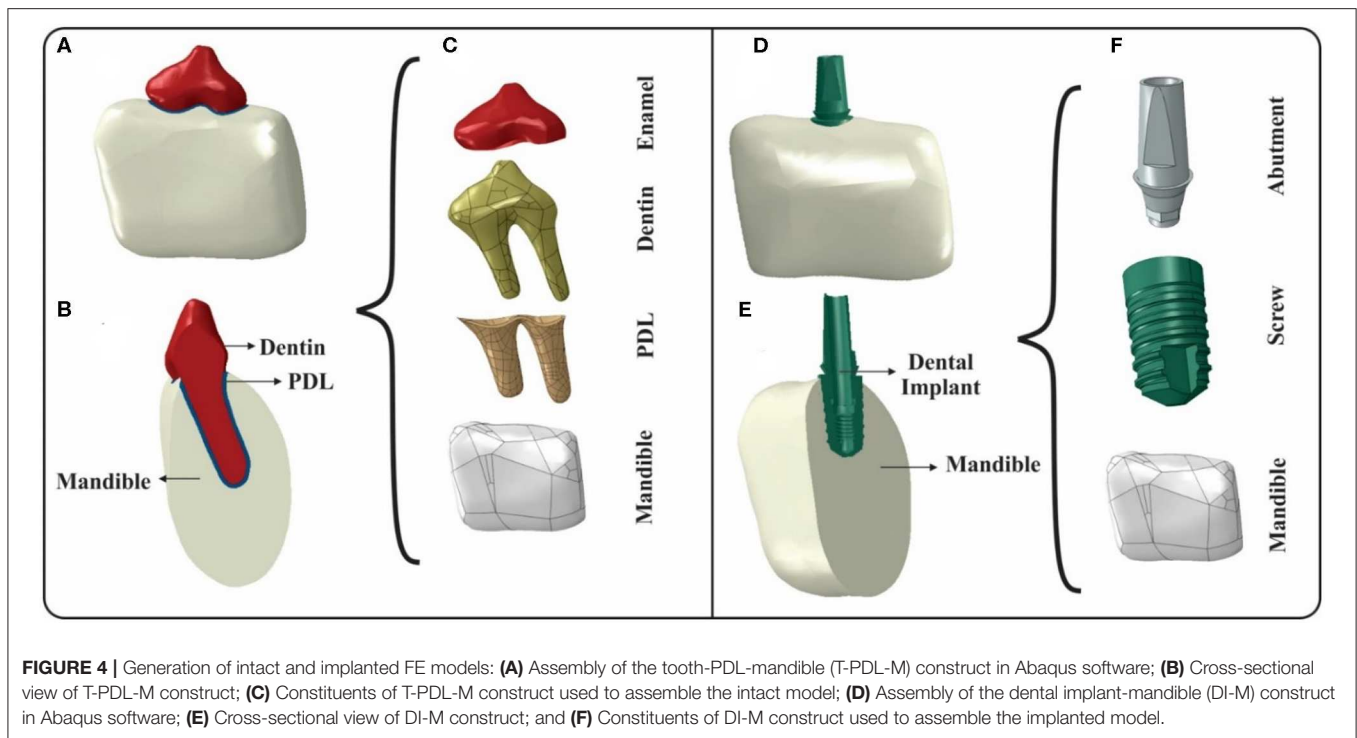 A
C
Enamel
Dentin
PDL
Mandible
B
Dentin
PDL
Mandible
D
F
Abutment
Screw
Mandible
E
Dental
Implant
Mandible
FIGURE 4 | Generation of intact and implanted FE models: (A) Assembly of the tooth-PDL-mandible (T-PDL-M) construct in Abaqus software; (B) Cross-sectional
view of T-PDL-M construct; (C) Constituents of T-PDL-M construct used to assemble the intact model; (D) Assembly of the dental implant-mandible (DI-M) construct
in Abaqus software; (E) Cross-sectional view of DI-M construct; and (F) Constituents of DI-M construct used to assemble the implanted model.